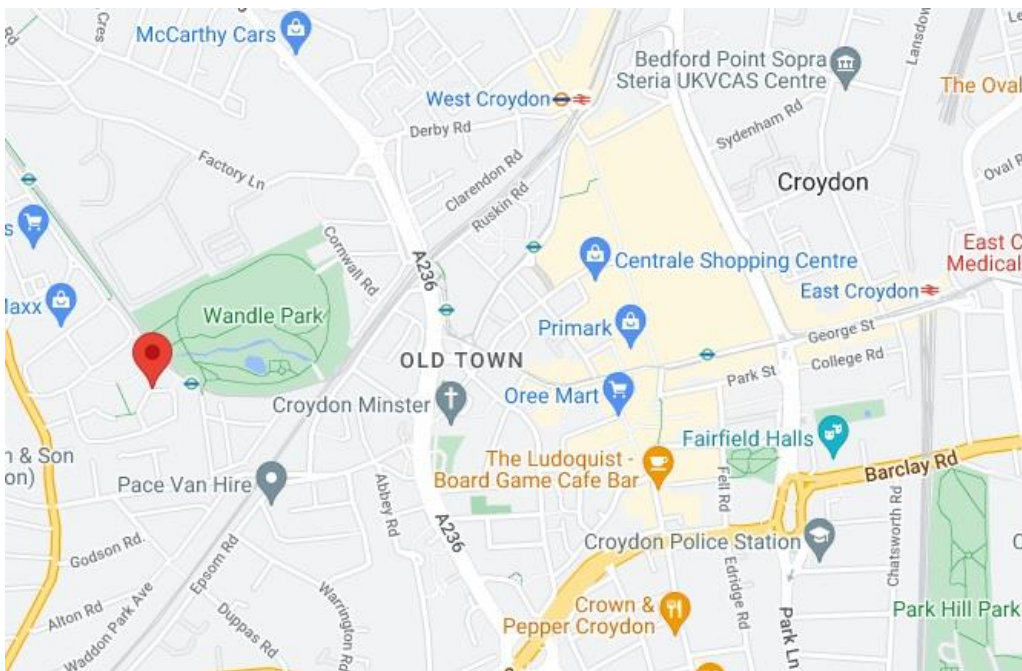 Cres
McCarthy Cars
Rd
Bedford Point Sopra
Steria UKVCAS Centre
Lansdow
The Oval
West Croydon
Derby Rd
Sydenham Rd
Factory Ln
Clarendon Rd
Ruskin Rd
Croydon
Oval R
s
Cornwall Rd
A236
Centrale Shopping Centre
East C
Medical
East Croydon
Maxx
Wandle Park
Primark
George St
College Rd
OLD TOWN
Park St
Croydon Minster
Oree Mart
Fairfield Halls
n & Son
on)
The Ludoquist -
Board Game Cafe Bar
Barclay Rd
Pace Van Hire
Abbey Rd
Fell Rd
Chatsworth Rd
A236
Croydon Police Station
Godson Rd.
Epsom Rd
Edridge Rd
Alton Rd
Waddon Park Ave
Duppas Rd
Warrington Rd
Crown &
Pepper Croydon
Park Ln
Park Hill Park